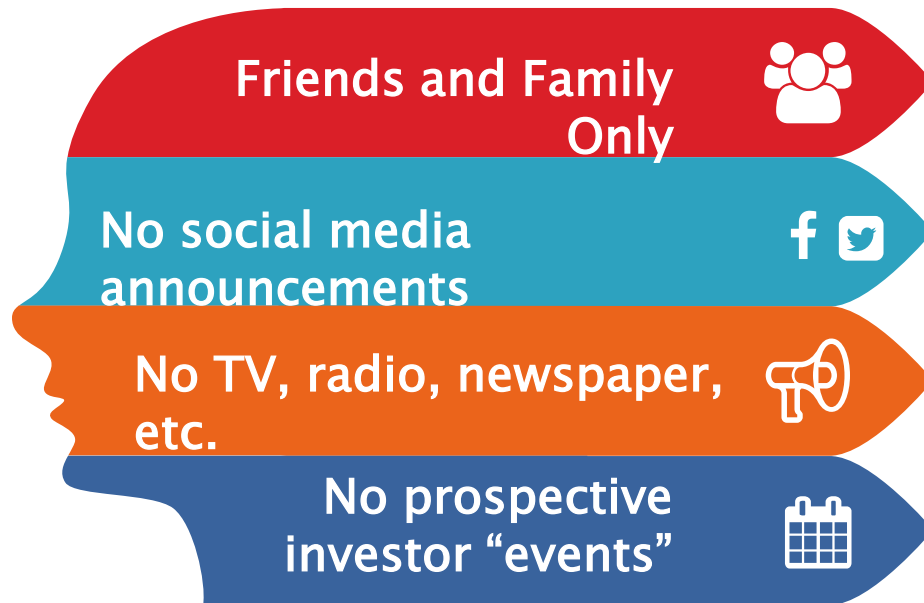 Friends and Family
Only
No social media
announcements
No TV, radio, newspaper,
etc.
No prospective
investor “events”